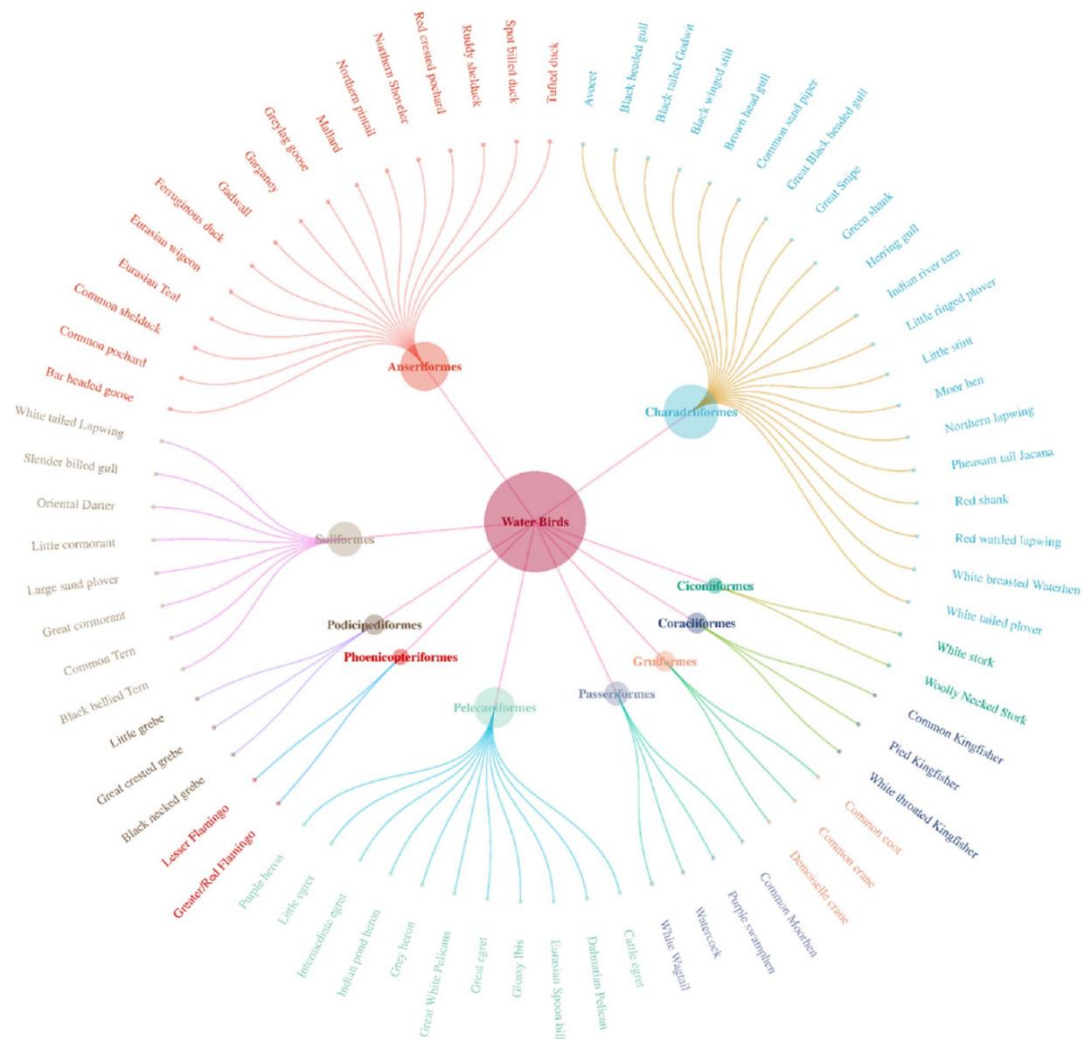 Water Birds
Anseriformes
Tufted duck
Spot billed duck
Ruddy shelduck
Red crested pochard
Northern Shoveler
Northern pintail
Mallard
Greylag goose
Garganey
Gadwall
Ferruginous duck
Eurasian wigeon
Eurasian Teal
Common shelduck
Common pochard
Bar headed goose
Charadriiformes
Avocet
Black headed gull
Black tailed Godwit
Black winged stilt
Brown head gull
Common sand piper
Great Black headed gull
Great Snipe
Green shank
Herring gull
Indian river tern
Little ringed plover
Little stint
Moor hen
Northern lapwing
Pheasant tail Jacana
Red shank
Red wattled lapwing
White breasted Waterhen
White tailed plover
Ciconiiformes
White stork
Woolly Necked Stork
Coraciiformes
Common Kingfisher
Pied Kingfisher
White throated Kingfisher
Gruiformes
Common coot
Common crane
Demoiselle crane
Passeriformes
Common Moorhen
Purple swamphen
Watercock
White Wagtail
Pelecaniformes
Cattle egret
Dalmatian Pelican
Eurasian Spoon bill
Glossy Ibis
Great egret
Great White Pelicans
Grey heron
Indian pond heron
Intermediate egret
Little egret
Purple heron
Phoenicopteriformes
Greater/Red Flamingo
Lesser Flamingo
Podicipediformes
Black necked grebe
Great crested grebe
Little grebe
Suliformes
Black bellied Tern
Common Tern
Great cormorant
Large sand plover
Little cormorant
Oriental Darter
Slender billed gull
White tailed Lapwing